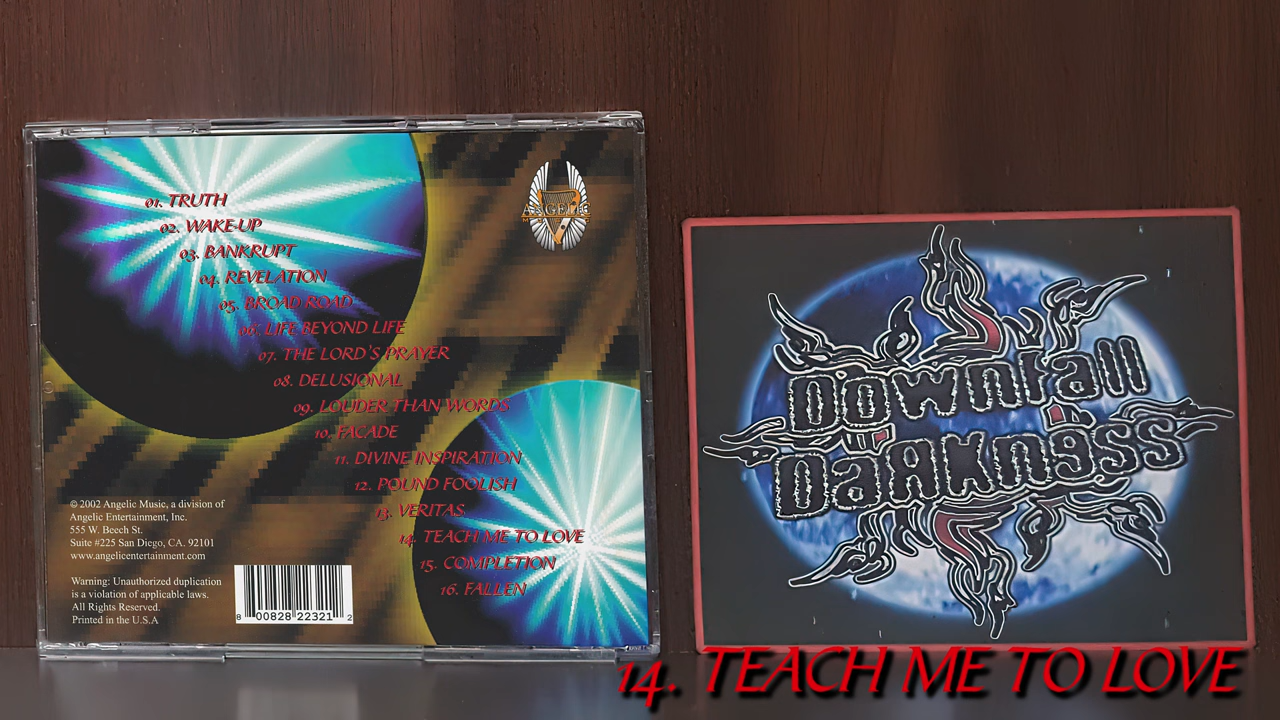 01. TRUTH
02. WAKE-UP
03. BANKRUPT
04. REVELATION
05. BROAD ROAD
06. LIFE BEYOND LIFE
07. THE LORD'S PRAYER
08. DELUSIONAL
09. LOUDER THAN WORDS
10. FACADE
11. DIVINE INSPIRATION
12. POUND FOOLISH
13. VERITAS
14. TEACH ME TO LOVE
15. COMPLETION
16. FALLEN
ANGELIC
© 2002 Angelic Music, a division of
Angelic Entertainment, Inc.
555 W. Beech St.
Suite #225 San Diego, CA. 92101
www.angelicentertainment.com
Warning: Unauthorized duplication
is a violation of applicable laws.
All Rights Reserved.
Printed in the U.S.A
8 00828 22321 2
Downfall
Darkness
14. TEACH ME TO LOVE